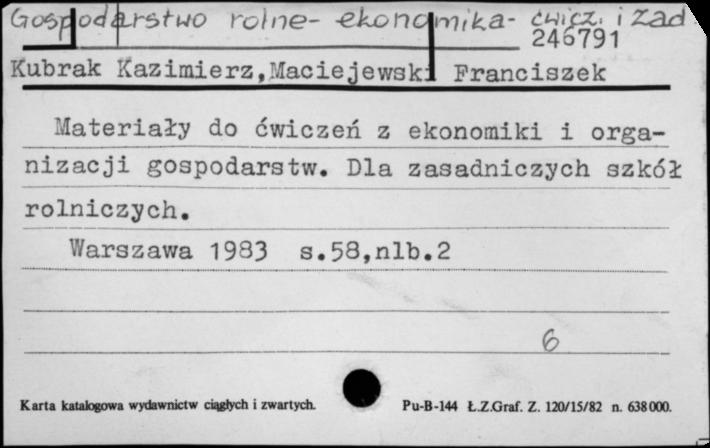 Gospodarstwo rolne- ekonomika- ćwicz. i zad
246791
Kubrak Kazimierz,Maciejewski Franciszek
Materiały do ćwiczeń z ekonomiki i orga-
nizacji gospodarstw. Dla zasadniczych szkół
rolniczych.
Warszawa 1983 s.58,nlb.2
6
Karta katalogowa wydawnictw ciągłych i zwartych. Pu-B-144 Ł.Z.Graf. Z. 120/15/82 n. 638000.